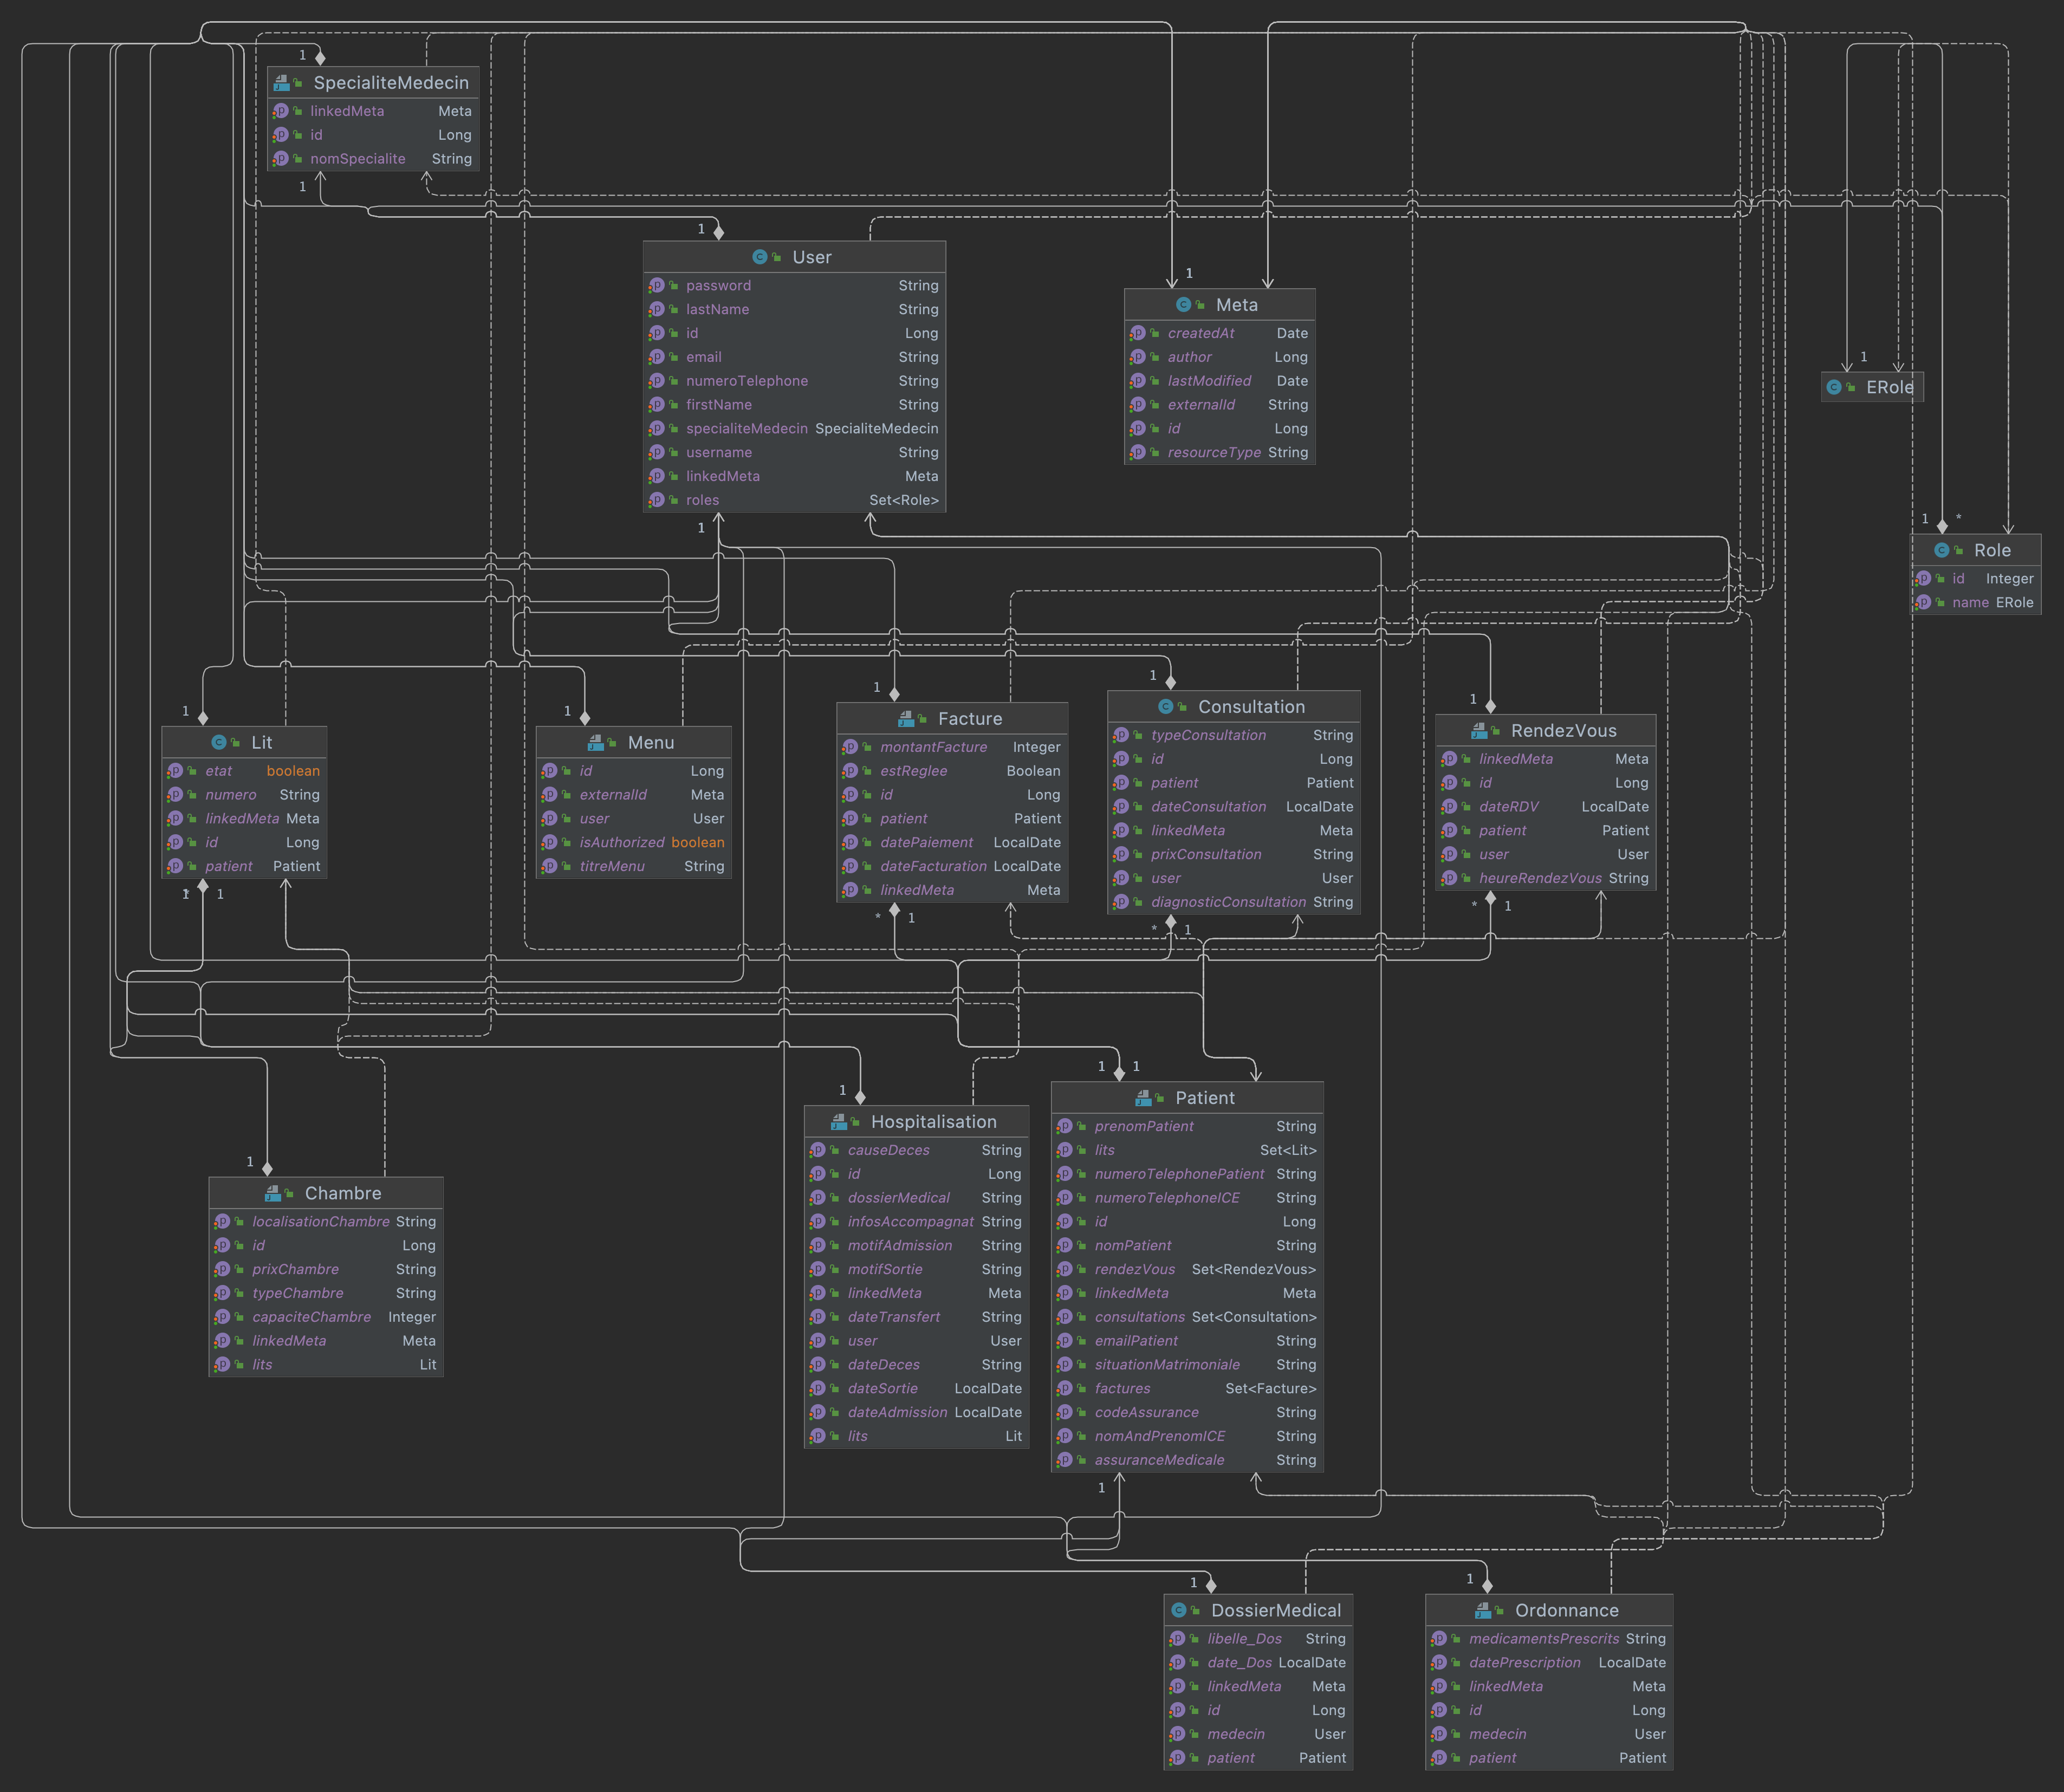 1
SpecialiteMedecin
linkedMeta Meta
id Long
nomSpecialite String
1
1
User
password String
lastName String
id Long
email String
numeroTelephone String
firstName String
specialiteMedecin SpecialiteMedecin
username String
linkedMeta Meta
roles Set<Role>
1
1
Meta
createdAt Date
author Long
lastModified Date
externalId String
id Long
resourceType String
1
ERole
1 *
Role
id Integer
name ERole
1
Lit
etat boolean
numero String
linkedMeta Meta
id Long
patient Patient
1 1
1
Menu
id Long
externalId Meta
user User
isAuthorized boolean
titreMenu String
1
Facture
montantFacture Integer
estReglee Boolean
id Long
patient Patient
datePaiement LocalDate
dateFacturation LocalDate
linkedMeta Meta
* 1
1
Consultation
typeConsultation String
id Long
patient Patient
dateConsultation LocalDate
linkedMeta Meta
prixConsultation String
user User
diagnosticConsultation String
* 1
1
RendezVous
linkedMeta Meta
id Long
dateRDV LocalDate
patient Patient
user User
heureRendezVous String
* 1
1
Chambre
localisationChambre String
id Long
prixChambre String
typeChambre String
capaciteChambre Integer
linkedMeta Meta
lits Lit
1
Hospitalisation
causeDeces String
id Long
dossierMedical String
infosAccompagnat String
motifAdmission String
motifSortie String
linkedMeta Meta
dateTransfert String
user User
dateDeces String
dateSortie LocalDate
dateAdmission LocalDate
lits Lit
1 1
Patient
prenomPatient String
lits Set<Lit>
numeroTelephonePatient String
numeroTelephoneICE String
id Long
nomPatient String
rendezVous Set<RendezVous>
linkedMeta Meta
consultations Set<Consultation>
emailPatient String
situationMatrimoniale String
factures Set<Facture>
codeAssurance String
nomAndPrenomICE String
assuranceMedicale String
1
1
DossierMedical
libelle_Dos String
date_Dos LocalDate
linkedMeta Meta
id Long
medecin User
patient Patient
1
Ordonnance
medicamentsPrescrits String
datePrescription LocalDate
linkedMeta Meta
id Long
medecin User
patient Patient